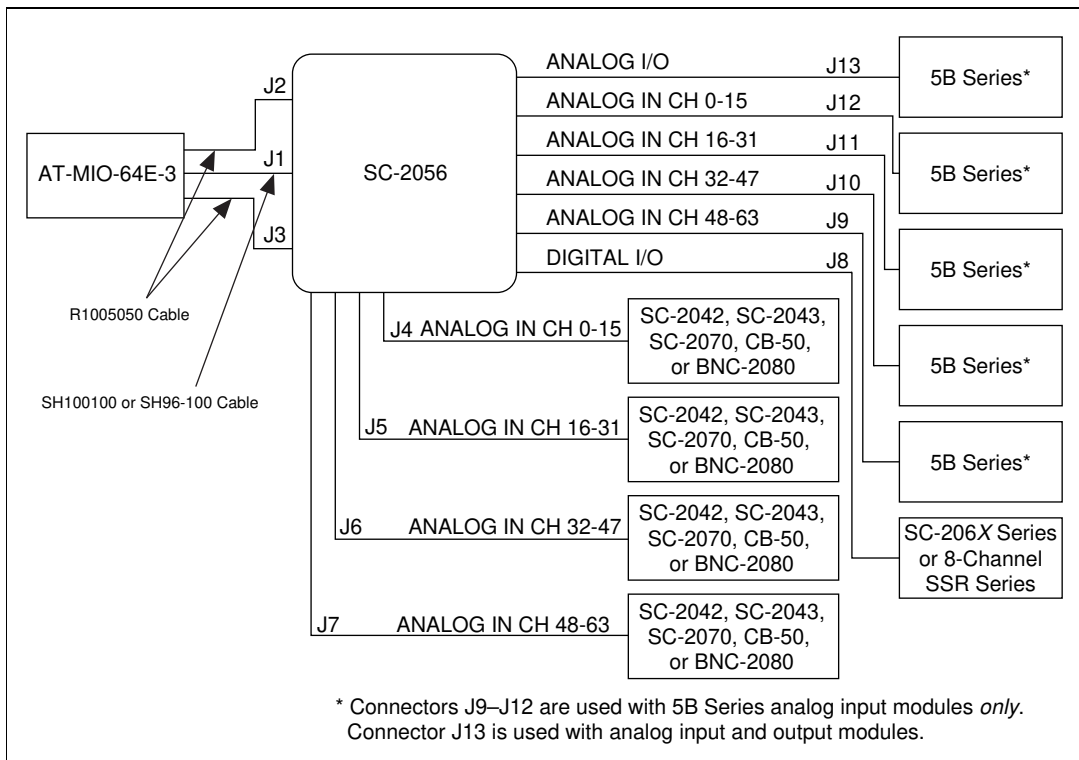 ANALOG I/O J13
5B Series*
J2
ANALOG IN CH 0-15 J12
AT-MIO-64E-3
J1
SC-2056
ANALOG IN CH 16-31 J11
5B Series*
ANALOG IN CH 32-47 J10
J3
ANALOG IN CH 48-63 J9
DIGITAL I/O J8
5B Series*
R1005050 Cable
SH100100 or SH96-100 Cable
J4 ANALOG IN CH 0-15
SC-2042, SC-2043,
SC-2070, CB-50,
or BNC-2080
5B Series*
J5 ANALOG IN CH 16-31
SC-2042, SC-2043,
SC-2070, CB-50,
or BNC-2080
5B Series*
J6 ANALOG IN CH 32-47
SC-2042, SC-2043,
SC-2070, CB-50,
or BNC-2080
SC-206X Series
or 8-Channel
SSR Series
J7 ANALOG IN CH 48-63
SC-2042, SC-2043,
SC-2070, CB-50,
or BNC-2080
* Connectors J9–J12 are used with 5B Series analog input modules only.
Connector J13 is used with analog input and output modules.